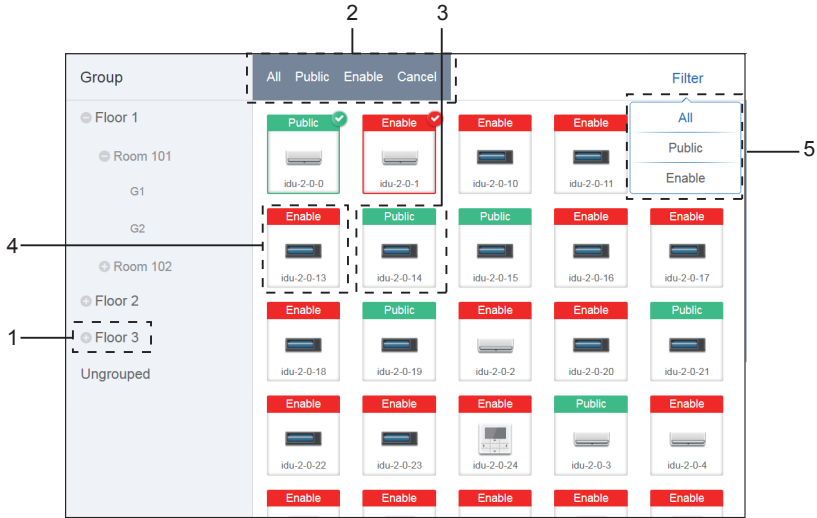 2
3
Group
All Public Enable Cancel
Filter
Floor 1
Room 101
G1
G2
Room 102
Floor 2
Floor 3
Ungrouped
Public Enable Enable Enable
idu-2-0-0 idu-2-0-1 idu-2-0-10 idu-2-0-11
All
Public
Enable
5
4
Enable Public Public Enable Enable
idu-2-0-13 idu-2-0-14 idu-2-0-15 idu-2-0-16 idu-2-0-17
1
Enable Public Enable Enable Public
idu-2-0-18 idu-2-0-19 idu-2-0-2 idu-2-0-20 idu-2-0-21
Enable Enable Enable Public Enable
idu-2-0-22 idu-2-0-23 idu-2-0-24 idu-2-0-3 idu-2-0-4
Enable Enable Enable Enable Enable